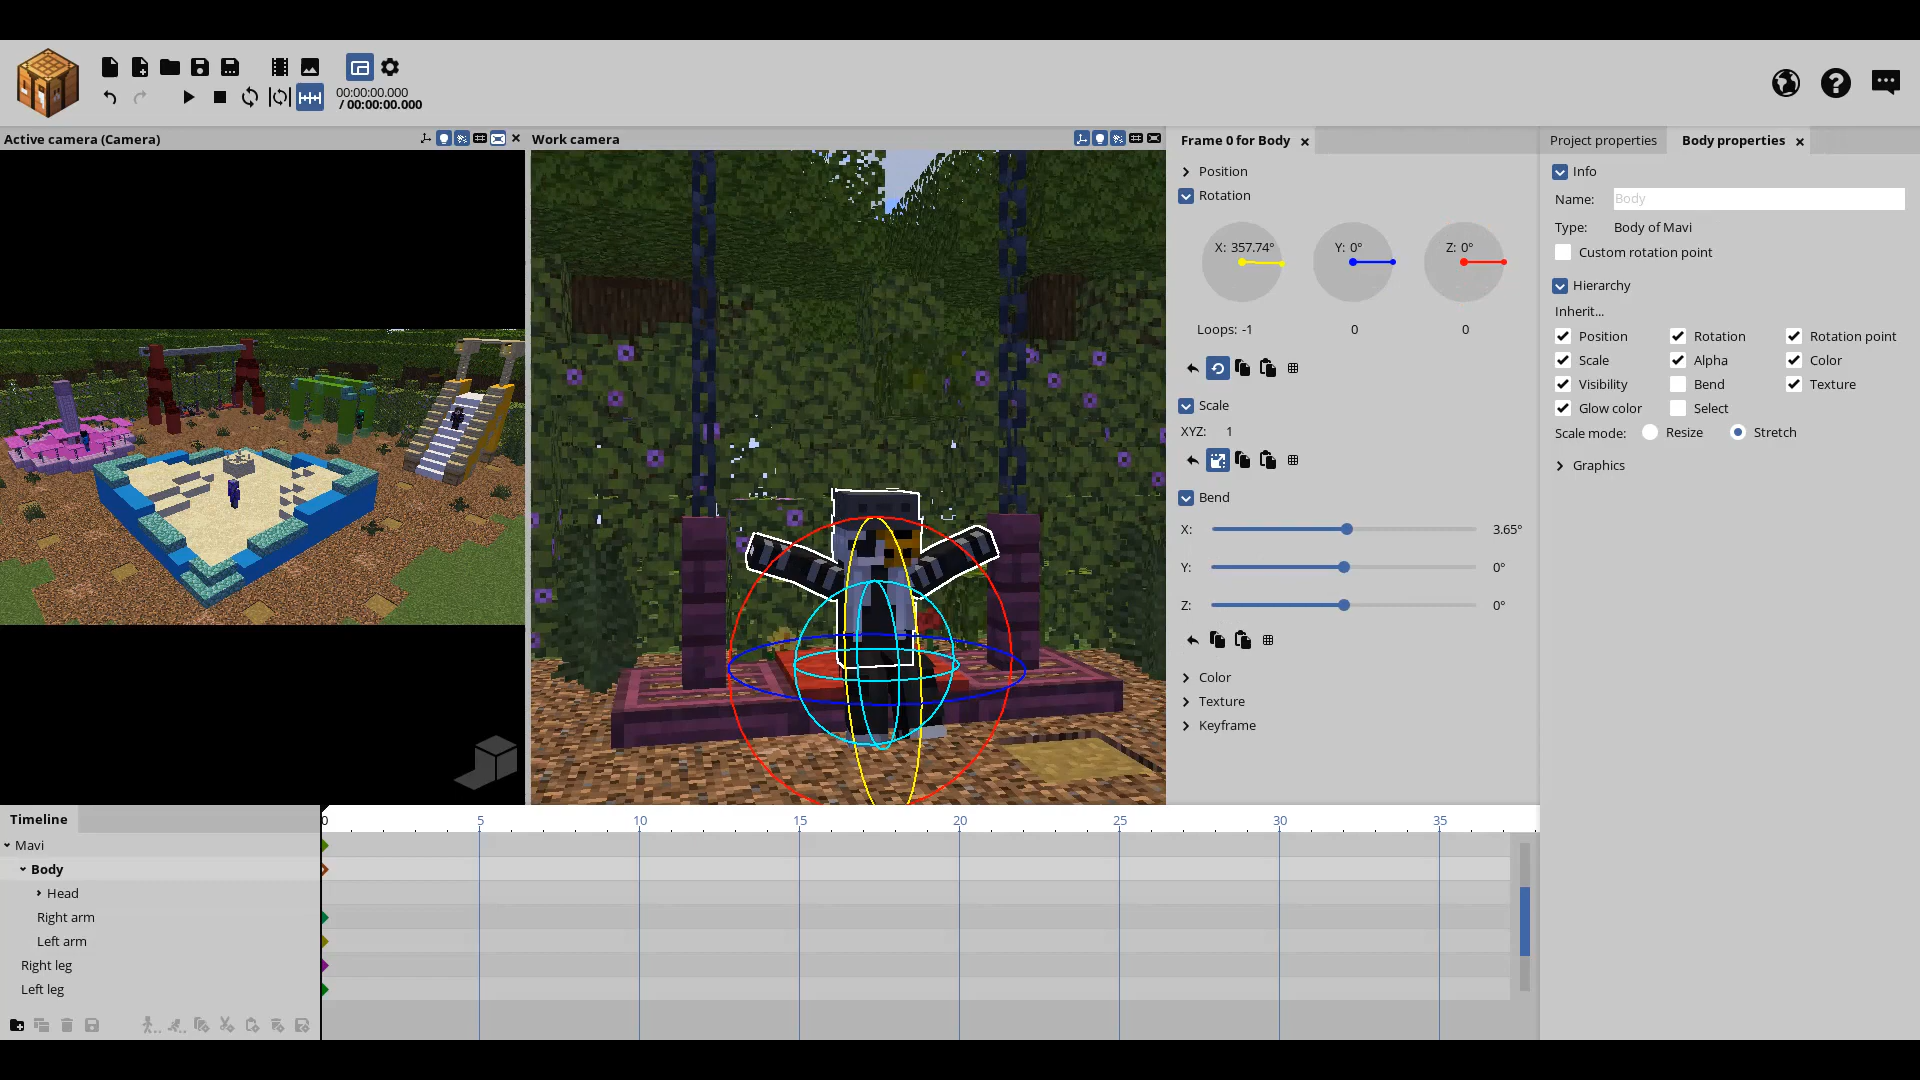 00:00:00.000
/ 00:00:00.000
Active camera (Camera)
Work camera
Frame 0 for Body
Position
Rotation
X: 357.74°
Y: 0°
Z: 0°
Loops: -1
0
0
Scale
XYZ: 1
Bend
X: 3.65°
Y: 0°
Z: 0°
Color
Texture
Keyframe
Project properties
Body properties
Info
Name: Body
Type: Body of Mavi
Custom rotation point
Hierarchy
Inherit...
Position Rotation Rotation point
Scale Alpha Color
Visibility Bend Texture
Glow color Select
Scale mode: Resize Stretch
Graphics
Timeline
0 5 10 15 20 25 30 35
Mavi
Body
Head
Right arm
Left arm
Right leg
Left leg